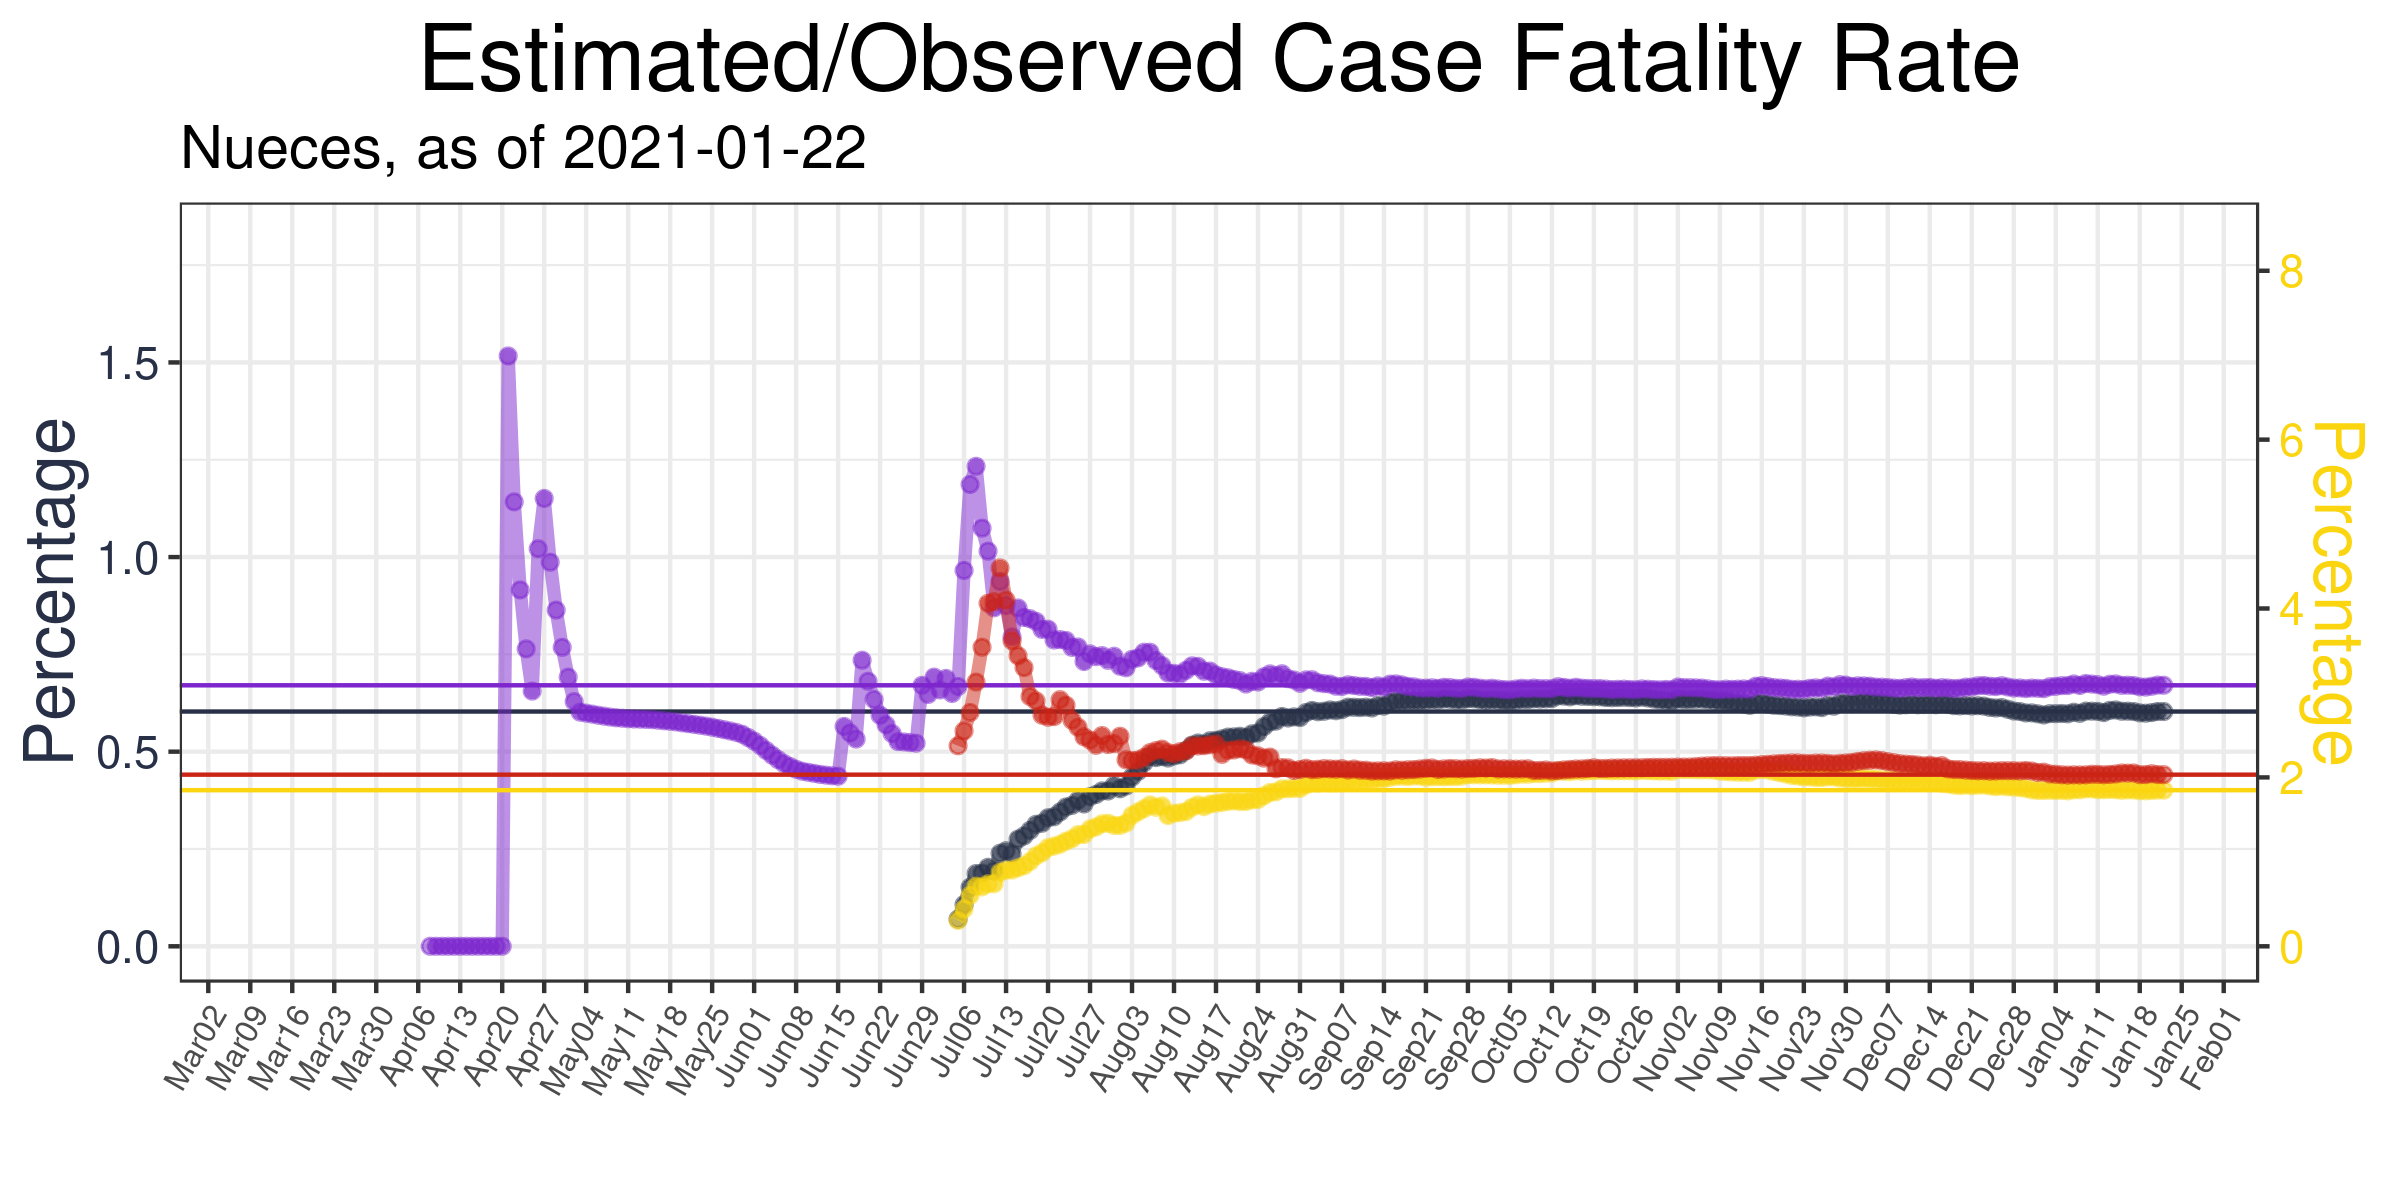 Estimated/Observed Case Fatality Rate
Nueces, as of 2021-01-22
Percentage
1.5
1.0
0.5
0.0
8
6
4
2
0
Percentage
Mar02 Mar09 Mar16 Mar23 Mar30 Apr06 Apr13 Apr20 Apr27 May04 May11 May18 May25 Jun01 Jun08 Jun15 Jun22 Jun29 Jul06 Jul13 Jul20 Jul27 Aug03 Aug10 Aug17 Aug24 Aug31 Sep07 Sep14 Sep21 Sep28 Oct05 Oct12 Oct19 Oct26 Nov02 Nov09 Nov16 Nov23 Nov30 Dec07 Dec14 Dec21 Dec28 Jan04 Jan11 Jan18 Jan25 Feb01